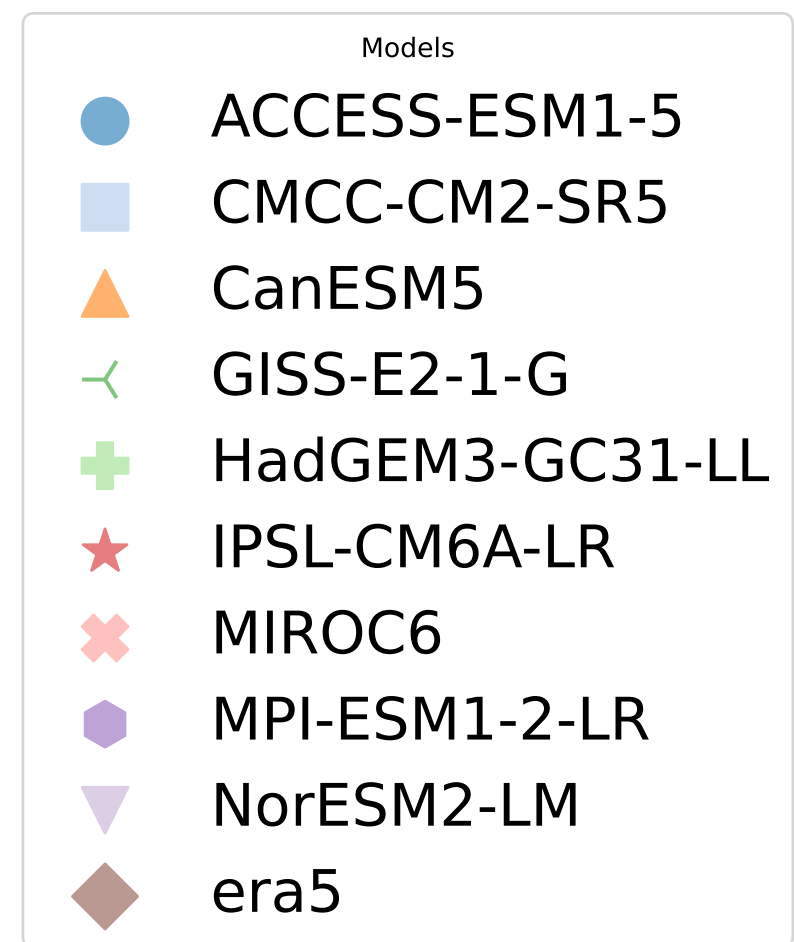 Models
ACCESS-ESM1-5
CMCC-CM2-SR5
CanESM5
GISS-E2-1-G
HadGEM3-GC31-LL
IPSL-CM6A-LR
MIROC6
MPI-ESM1-2-LR
NorESM2-LM
era5